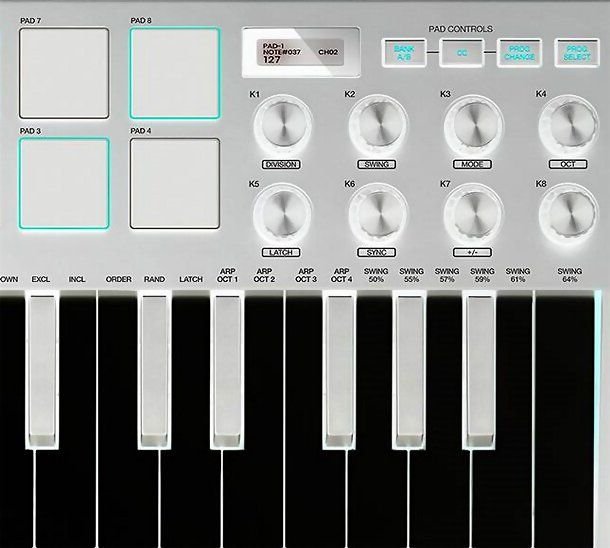 PAD 7
PAD 8
PAD-1
NOTE#037 CH02
127
PAD CONTROLS
BANK
A/B
CC
PROG
CHANGE
PROG
SELECT
K1
K2
K3
K4
DIVISION
SWING
MODE
OCT
PAD 3
PAD 4
K5
K6
K7
K8
LATCH
SYNC
+/-
OWN
EXCL
INCL
ORDER
RAND
LATCH
ARP
OCT 1
ARP
OCT 2
ARP
OCT 3
ARP
OCT 4
SWING
50%
SWING
55%
SWING
57%
SWING
59%
SWING
61%
SWING
64%